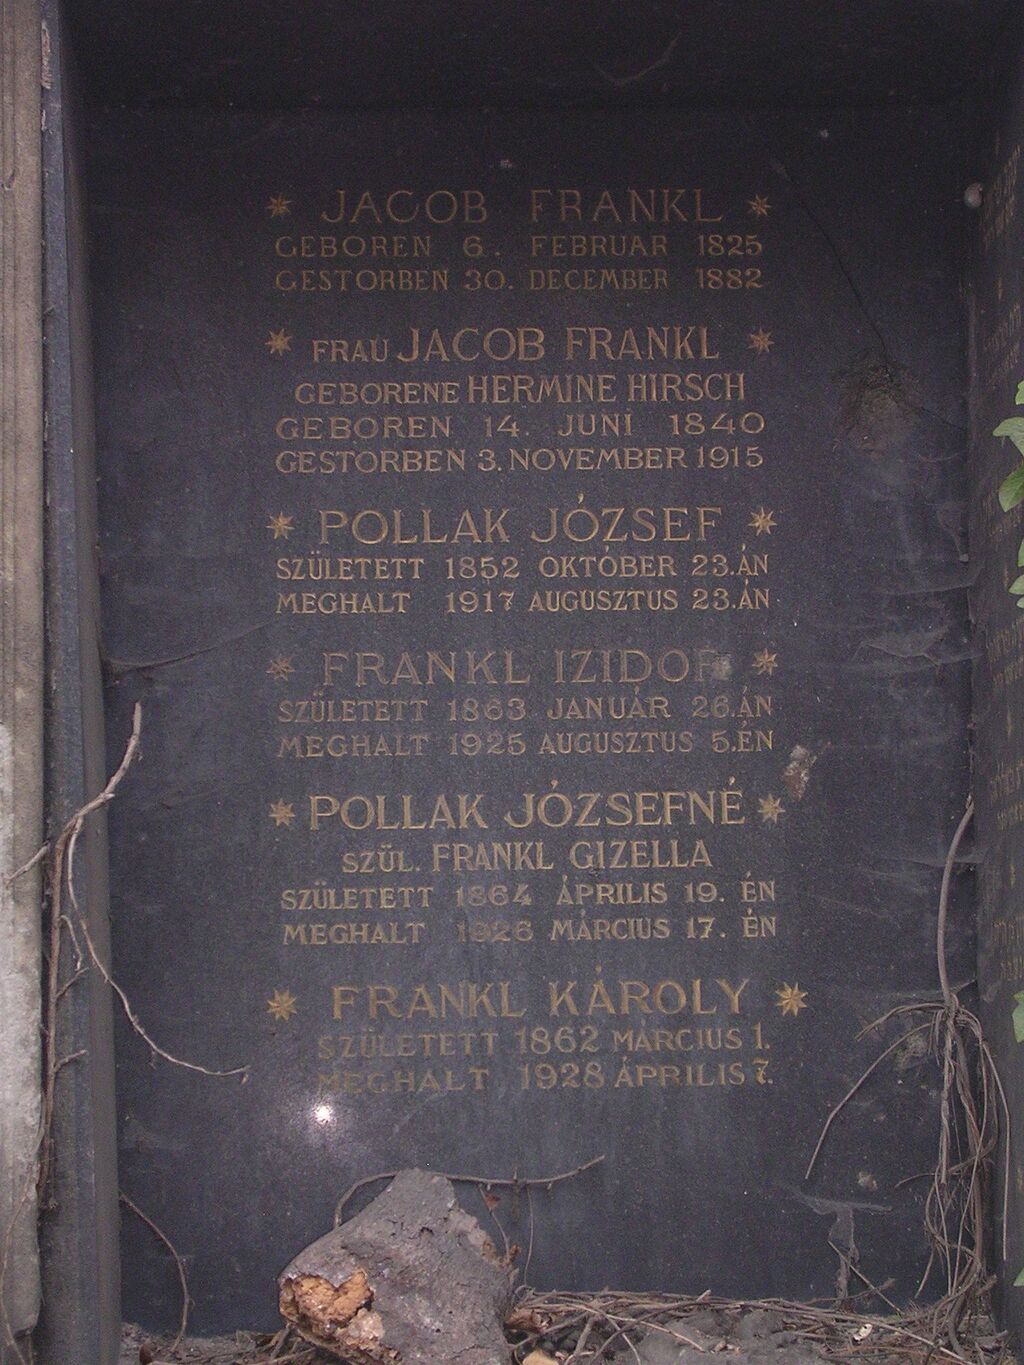 JACOB FRANKL
GEBOREN 6. FEBRUAR 1825
GESTORBEN 30. DECEMBER 1882
FRAU JACOB FRANKL
GEBORENE HERMINE HIRSCH
GEBOREN 14. JUNI 1840
GESTORBEN 3. NOVEMBER 1915
POLLAK JÓZSEF
SZÜLETETT 1852 OKTÓBER 23.ÁN
MEGHALT 1917 AUGUSZTUS 23.ÁN
FRANKL IZIDOR
SZÜLETETT 1863 JANUÁR 26.ÁN
MEGHALT 1925 AUGUSZTUS 5.ÉN
POLLAK JÓZSEFNÉ
SZÜL. FRANKL GIZELLA
SZÜLETETT 1864 ÁPRILIS 19. ÉN
MEGHALT 1926 MÁRCIUS 17. ÉN
FRANKL KÁROLY
SZÜLETETT 1862 MÁRCIUS 1.
MEGHALT 1928 ÁPRILIS 7.